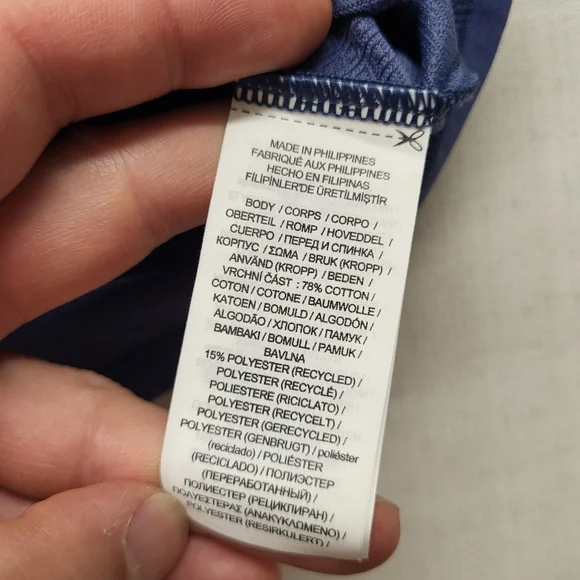 MADE IN PHILIPPINES
FABRIQUÉ AUX PHILIPPINES
HECHO EN FILIPINAS
FİLİPİNLER'DE ÜRETİLMİŞTİR
BODY / CORPS / CORPO /
OBERTEIL / ROMP / HOVEDDEL /
CUERPO / ПЕРЕД И СПИНКА /
КОРПУС / ΣΩΜΑ / BRUK (KROPP) /
ANVÄND (KROPP) / BEDEN /
VRCHNÍ ČÁST : 78% COTTON /
COTON / COTONE / BAUMWOLLE /
KATOEN / BOMULD / ALGODÓN /
ALGODÃO / ХЛОПОК / ПАМУК /
BAMBAKI / BOMULL / PAMUK /
BAVLNA
15% POLYESTER (RECYCLED) /
POLYESTER (RECYCLÉ) /
POLIESTERE (RICICLATO) /
POLYESTER (RECYCELT) /
POLYESTER (GERECYCLED) /
POLYESTER (GENBRUGT) / poliéster
(reciclado) / POLIÉSTER
(RECICLADO) / ПОЛИЭСТЕР
(ПЕРЕРАБОТАННЫЙ) /
ПОЛИЕСТЕР (РЕЦИКЛИРАН) /
ΠΟΛΥΕΣΤΕΡΑΣ (ΑΝΑΚΥΚΛΩΜΕΝΟ) /
POLYESTER (RESIRKULERT) /